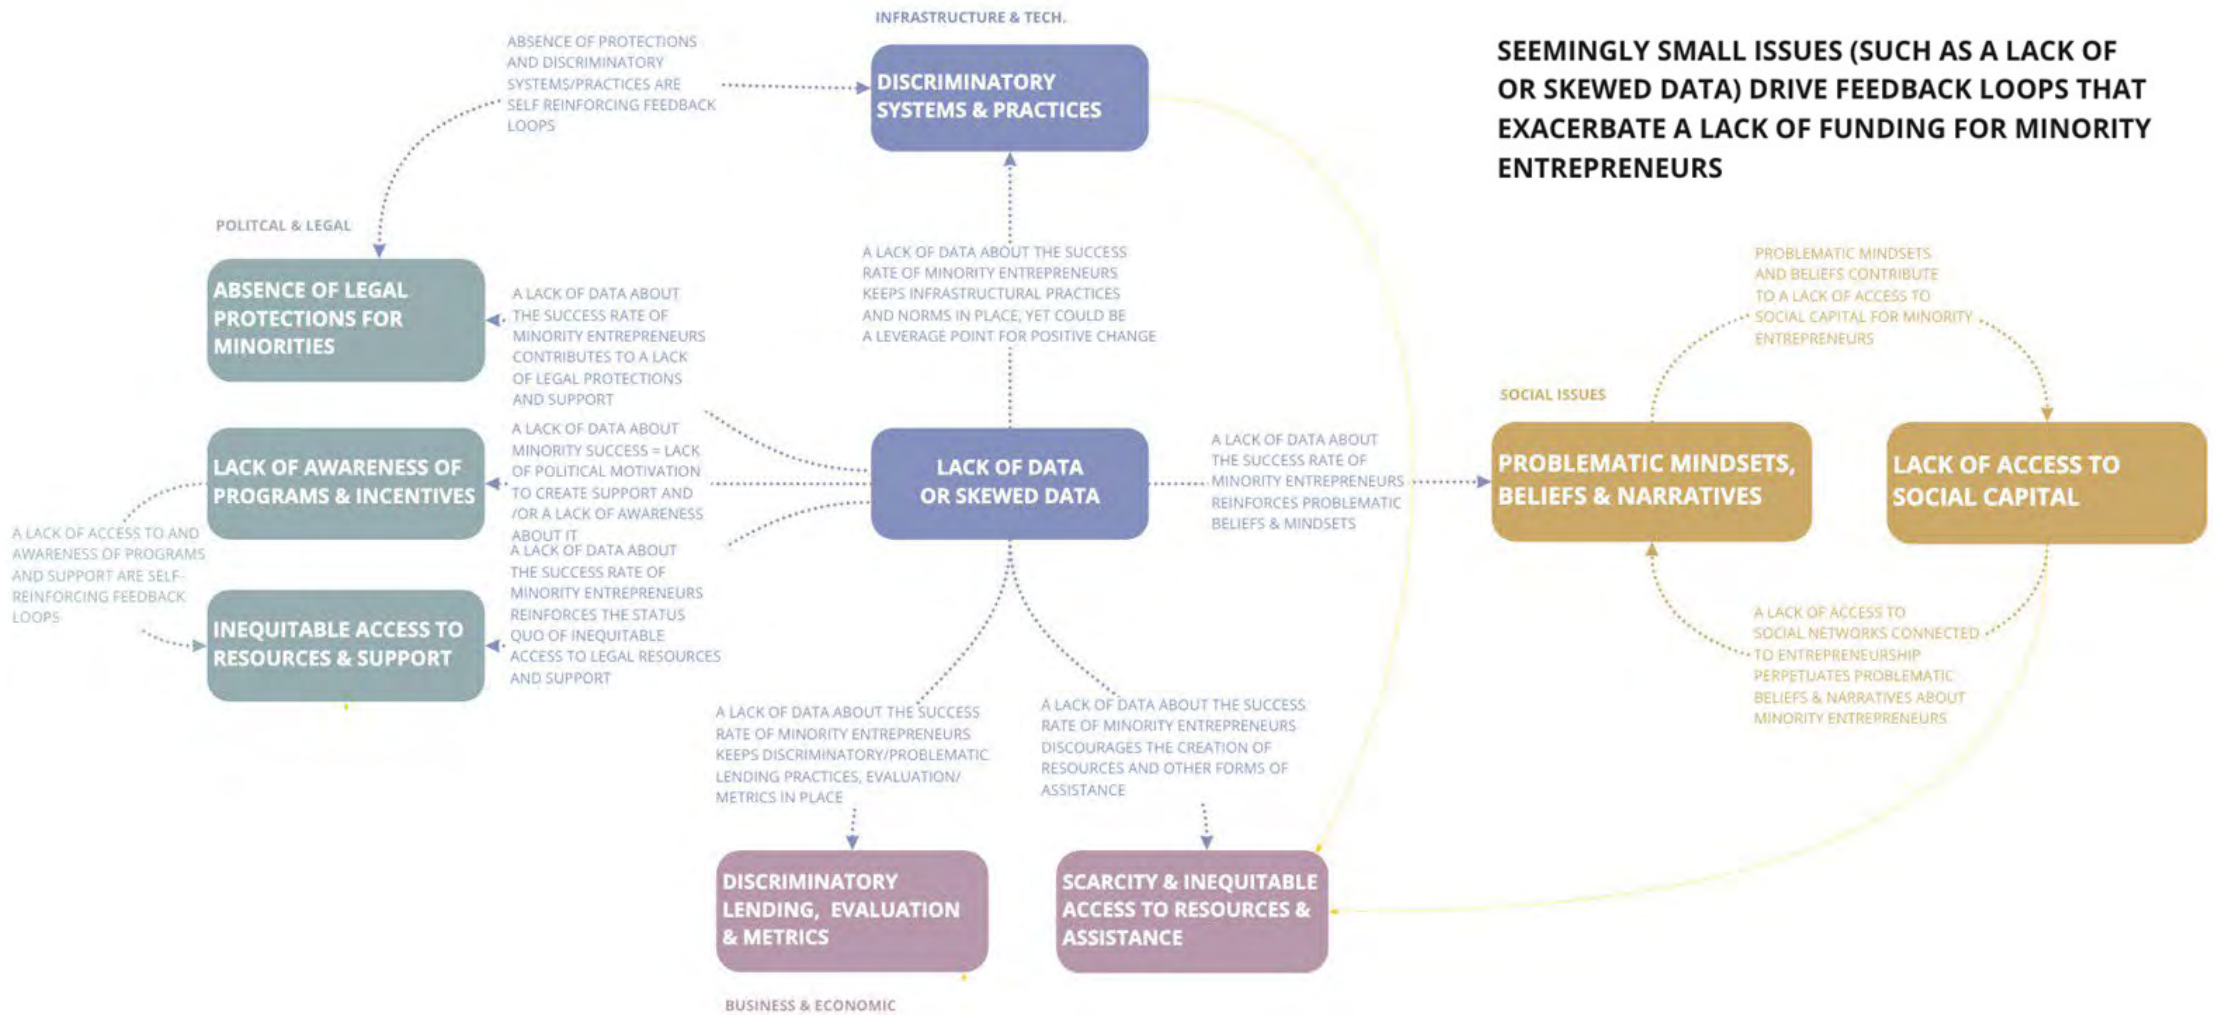 INFRASTRUCTURE & TECH.
ABSENCE OF PROTECTIONS
AND DISCRIMINATORY
SYSTEMS/PRACTICES ARE
SELF REINFORCING FEEDBACK
LOOPS
DISCRIMINATORY
SYSTEMS & PRACTICES
SEEMINGLY SMALL ISSUES (SUCH AS A LACK OF
OR SKEWED DATA) DRIVE FEEDBACK LOOPS THAT
EXACERBATE A LACK OF FUNDING FOR MINORITY
ENTREPRENEURS
POLITCAL & LEGAL
ABSENCE OF LEGAL
PROTECTIONS FOR
MINORITIES
A LACK OF DATA ABOUT
THE SUCCESS RATE OF
MINORITY ENTREPRENEURS
CONTRIBUTES TO A LACK
OF LEGAL PROTECTIONS
AND SUPPORT
A LACK OF DATA ABOUT THE SUCCESS
RATE OF MINORITY ENTREPRENEURS
KEEPS INFRASTRUCTURAL PRACTICES
AND NORMS IN PLACE, YET COULD BE
A LEVERAGE POINT FOR POSITIVE CHANGE
PROBLEMATIC MINDSETS
AND BELIEFS CONTRIBUTE
TO A LACK OF ACCESS TO
SOCIAL CAPITAL FOR MINORITY
ENTREPRENEURS
SOCIAL ISSUES
LACK OF AWARENESS OF
PROGRAMS & INCENTIVES
A LACK OF DATA ABOUT
MINORITY SUCCESS = LACK
OF POLITICAL MOTIVATION
TO CREATE SUPPORT AND
/OR A LACK OF AWARENESS
ABOUT IT
LACK OF DATA
OR SKEWED DATA
A LACK OF DATA ABOUT
THE SUCCESS RATE OF
MINORITY ENTREPRENEURS
REINFORCES PROBLEMATIC
BELIEFS & MINDSETS
PROBLEMATIC MINDSETS,
BELIEFS & NARRATIVES
LACK OF ACCESS TO
SOCIAL CAPITAL
A LACK OF ACCESS TO AND
AWARENESS OF PROGRAMS
AND SUPPORT ARE SELF-
REINFORCING FEEDBACK
LOOPS
INEQUITABLE ACCESS TO
RESOURCES & SUPPORT
A LACK OF DATA ABOUT
THE SUCCESS RATE OF
MINORITY ENTREPRENEURS
REINFORCES THE STATUS
QUO OF INEQUITABLE
ACCESS TO LEGAL RESOURCES
AND SUPPORT
A LACK OF ACCESS TO
SOCIAL NETWORKS CONNECTED
TO ENTREPRENEURSHIP
PERPETUATES PROBLEMATIC
BELIEFS & NARRATIVES ABOUT
MINORITY ENTREPRENEURS
A LACK OF DATA ABOUT THE SUCCESS
RATE OF MINORITY ENTREPRENEURS
KEEPS DISCRIMINATORY/PROBLEMATIC
LENDING PRACTICES, EVALUATION/
METRICS IN PLACE
A LACK OF DATA ABOUT THE SUCCESS
RATE OF MINORITY ENTREPRENEURS
DISCOURAGES THE CREATION OF
RESOURCES AND OTHER FORMS OF
ASSISTANCE
DISCRIMINATORY
LENDING, EVALUATION
& METRICS
SCARCITY & INEQUITABLE
ACCESS TO RESOURCES &
ASSISTANCE
BUSINESS & ECONOMIC